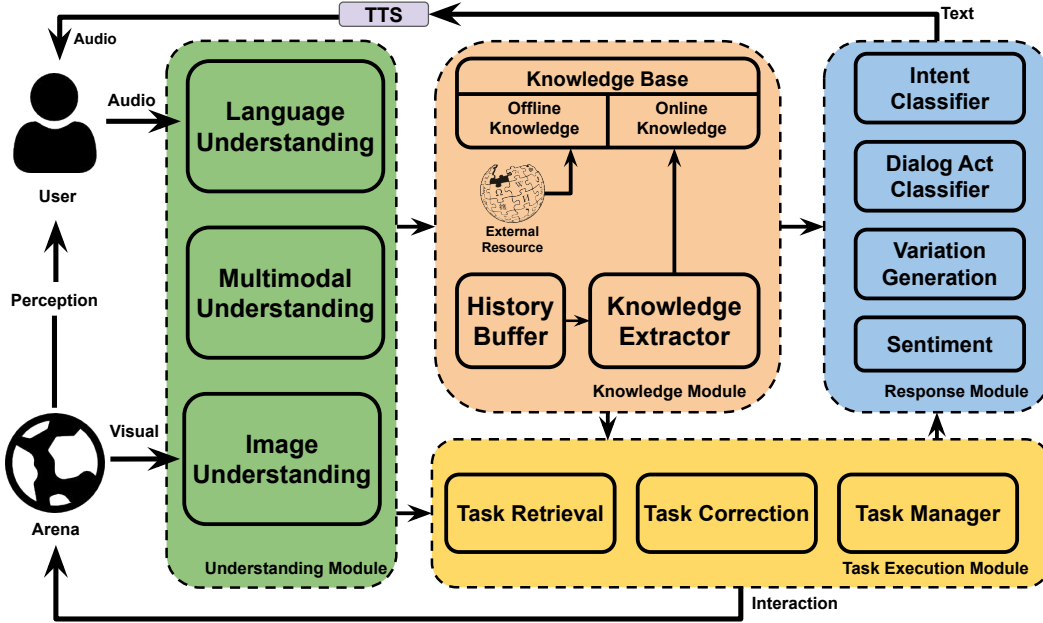 TTS
Text
Audio
Audio
User
Perception
Visual
Arena
Language
Understanding
Multimodal
Understanding
Image
Understanding
Understanding Module
Knowledge Base
Offline
Knowledge
Online
Knowledge
External
Resource
History
Buffer
Knowledge
Extractor
Knowledge Module
Intent
Classifier
Dialog Act
Classifier
Variation
Generation
Sentiment
Response Module
Task Retrieval
Task Correction
Task Manager
Task Execution Module
Interaction